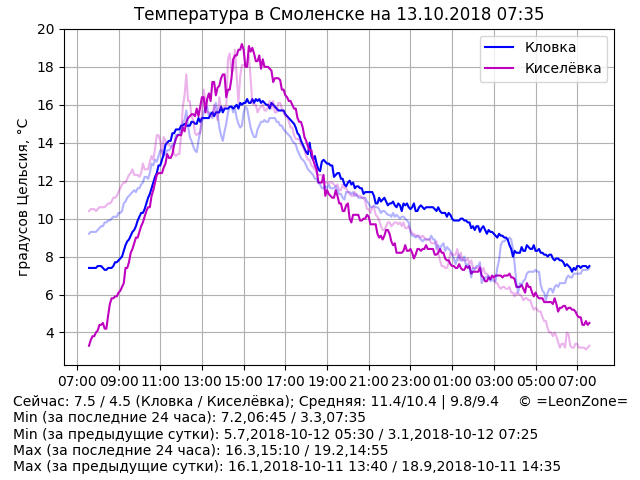 Температура в Смоленске на 13.10.2018 07:35
20
18
16
14
12
10
8
6
4
градусов Цельсия, °C
Кловка
Киселёвка
07:00 09:00 11:00 13:00 15:00 17:00 19:00 21:00 23:00 01:00 03:00 05:00 07:00
Сейчас: 7.5 / 4.5 (Кловка / Киселёвка); Средняя: 11.4/10.4 | 9.8/9.4 © =LeonZone=
Min (за последние 24 часа): 7.2,06:45 / 3.3,07:35
Min (за предыдущие сутки): 5.7,2018-10-12 05:30 / 3.1,2018-10-12 07:25
Max (за последние 24 часа): 16.3,15:10 / 19.2,14:55
Max (за предыдущие сутки): 16.1,2018-10-11 13:40 / 18.9,2018-10-11 14:35